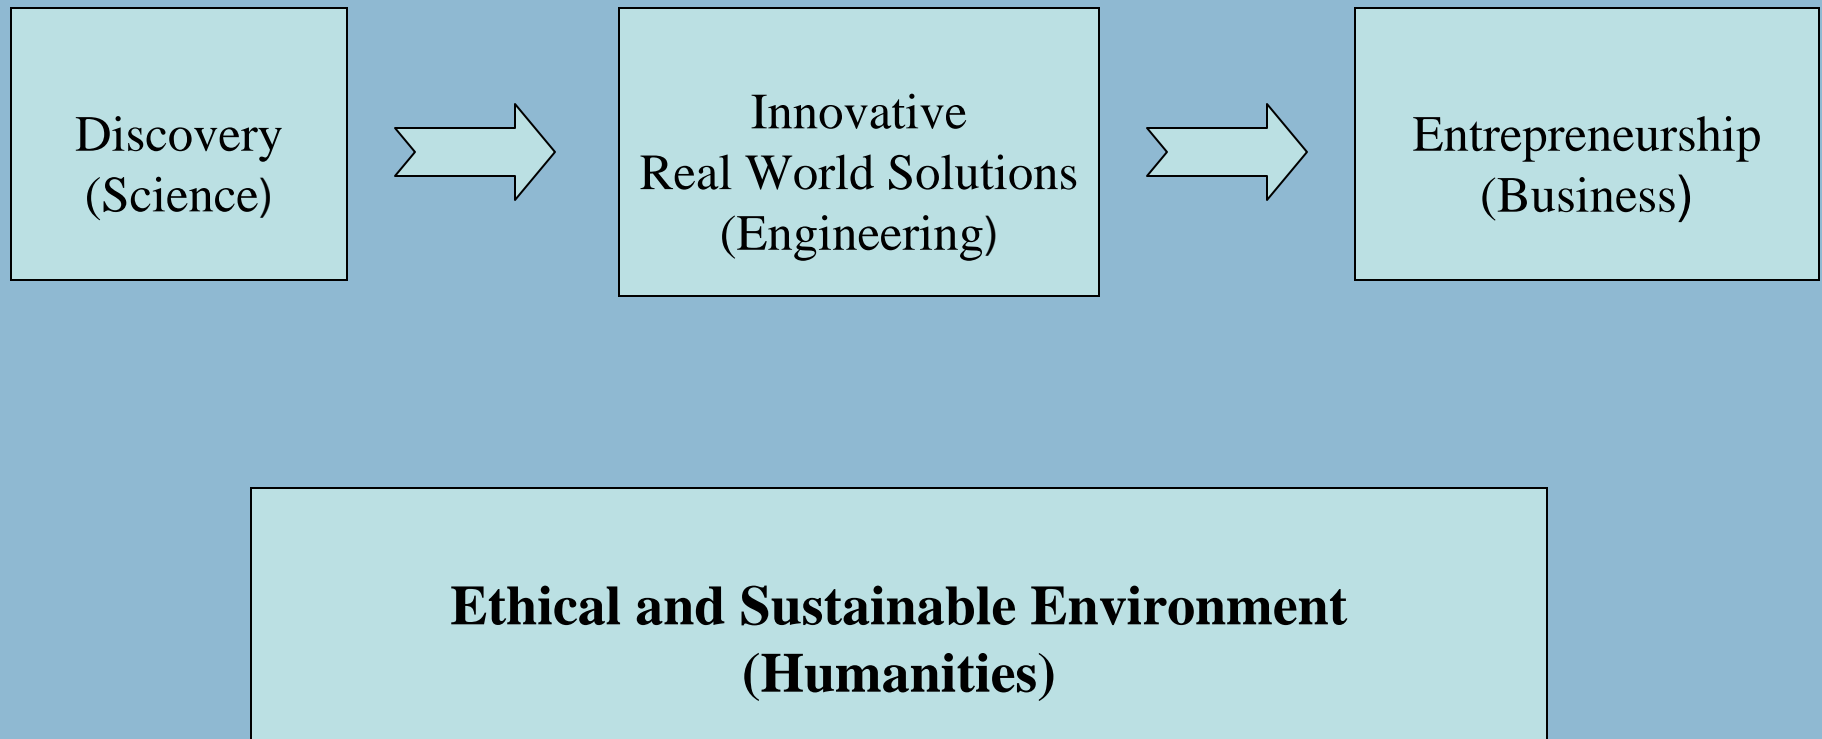 Discovery
(Science)
Innovative
Real World Solutions
(Engineering)
Entrepreneurship
(Business)
Ethical and Sustainable Environment
(Humanities)